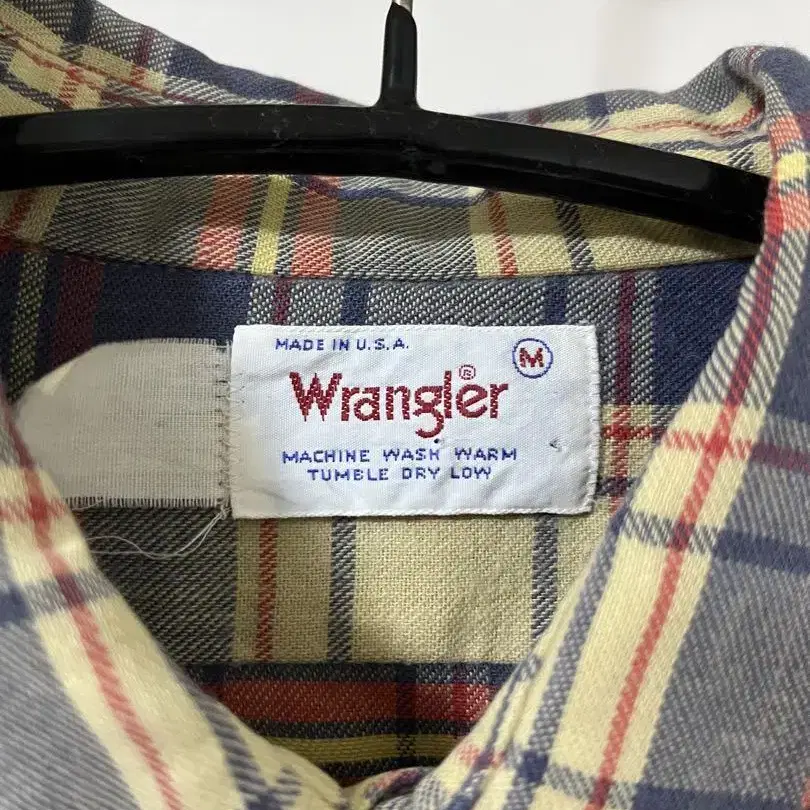 MADE IN U.S.A.
M
Wrangler®
MACHINE WASH WARM
TUMBLE DRY LOW